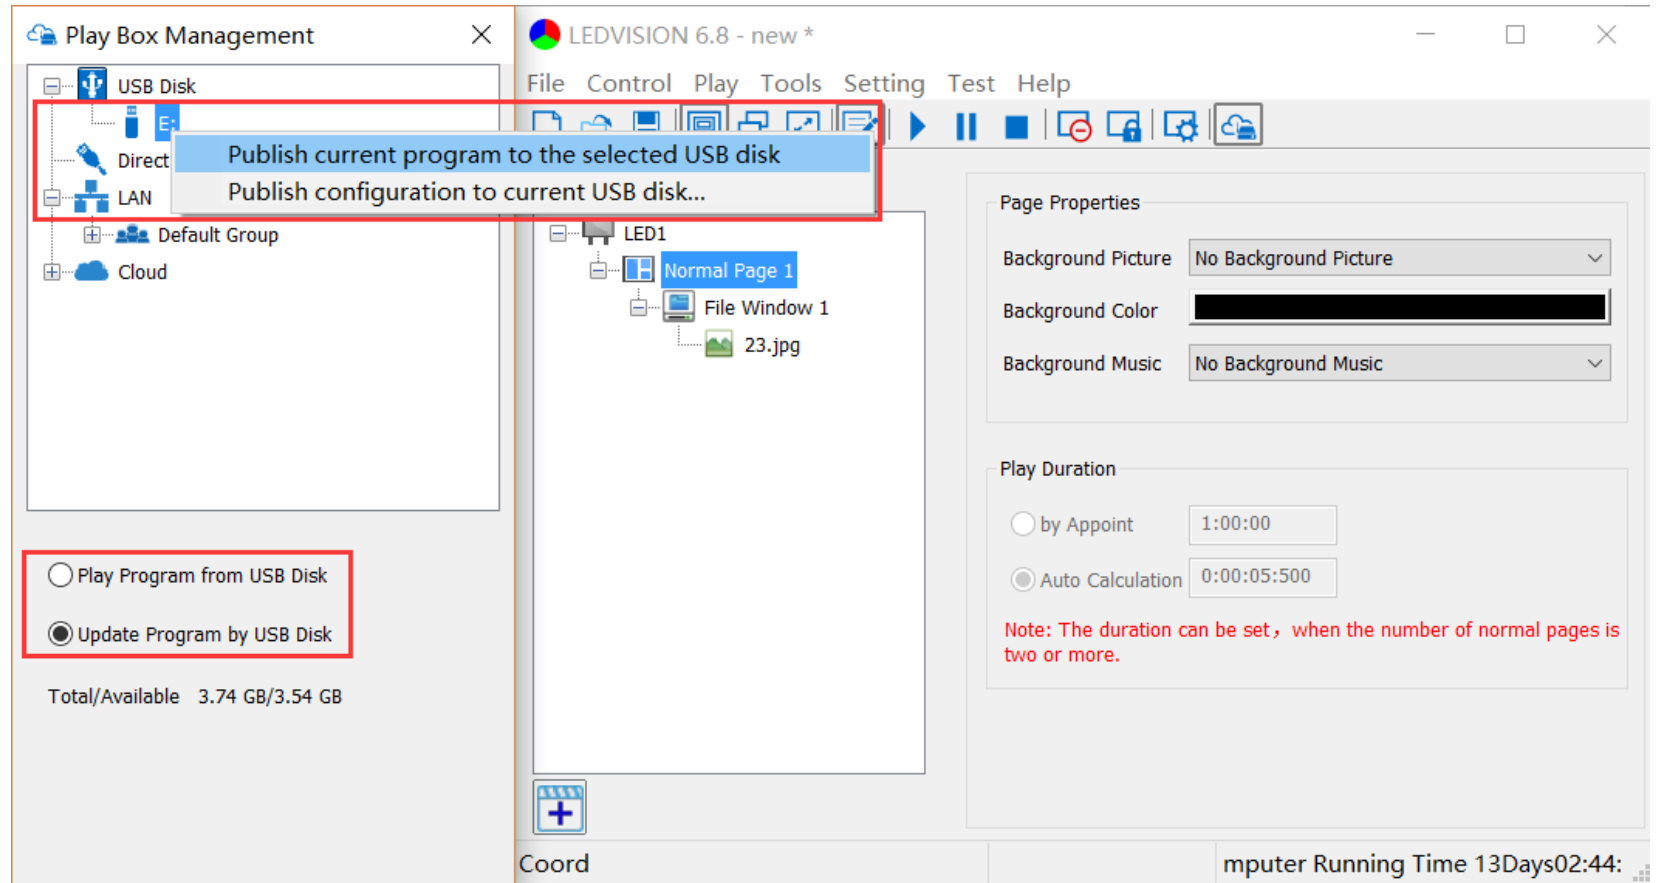 Play Box Management
USB Disk
E:
Direct
LAN
Default Group
Cloud
Publish current program to the selected USB disk
Publish configuration to current USB disk...
Play Program from USB Disk
Update Program by USB Disk
Total/Available 3.74 GB/3.54 GB
LEDVISION 6.8 - new *
File Control Play Tools Setting Test Help
LED1
Normal Page 1
File Window 1
23.jpg
Page Properties
Background Picture No Background Picture
Background Color
Background Music No Background Music
Play Duration
by Appoint 1:00:00
Auto Calculation 0:00:05:500
Note: The duration can be set，when the number of normal pages is
two or more.
Coord
mputer Running Time 13Days02:44: